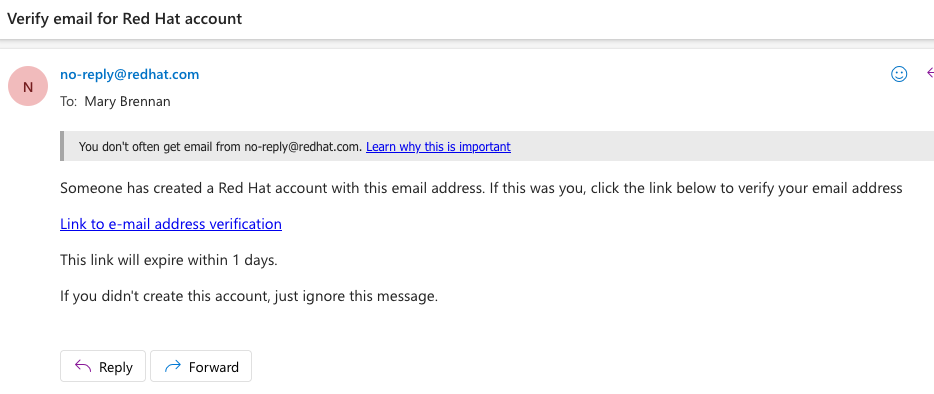 Verify email for Red Hat account
N
no-reply@redhat.com
To: Mary Brennan
You don't often get email from no-reply@redhat.com. Learn why this is important
Someone has created a Red Hat account with this email address. If this was you, click the link below to verify your email address
Link to e-mail address verification
This link will expire within 1 days.
If you didn't create this account, just ignore this message.
Reply
Forward